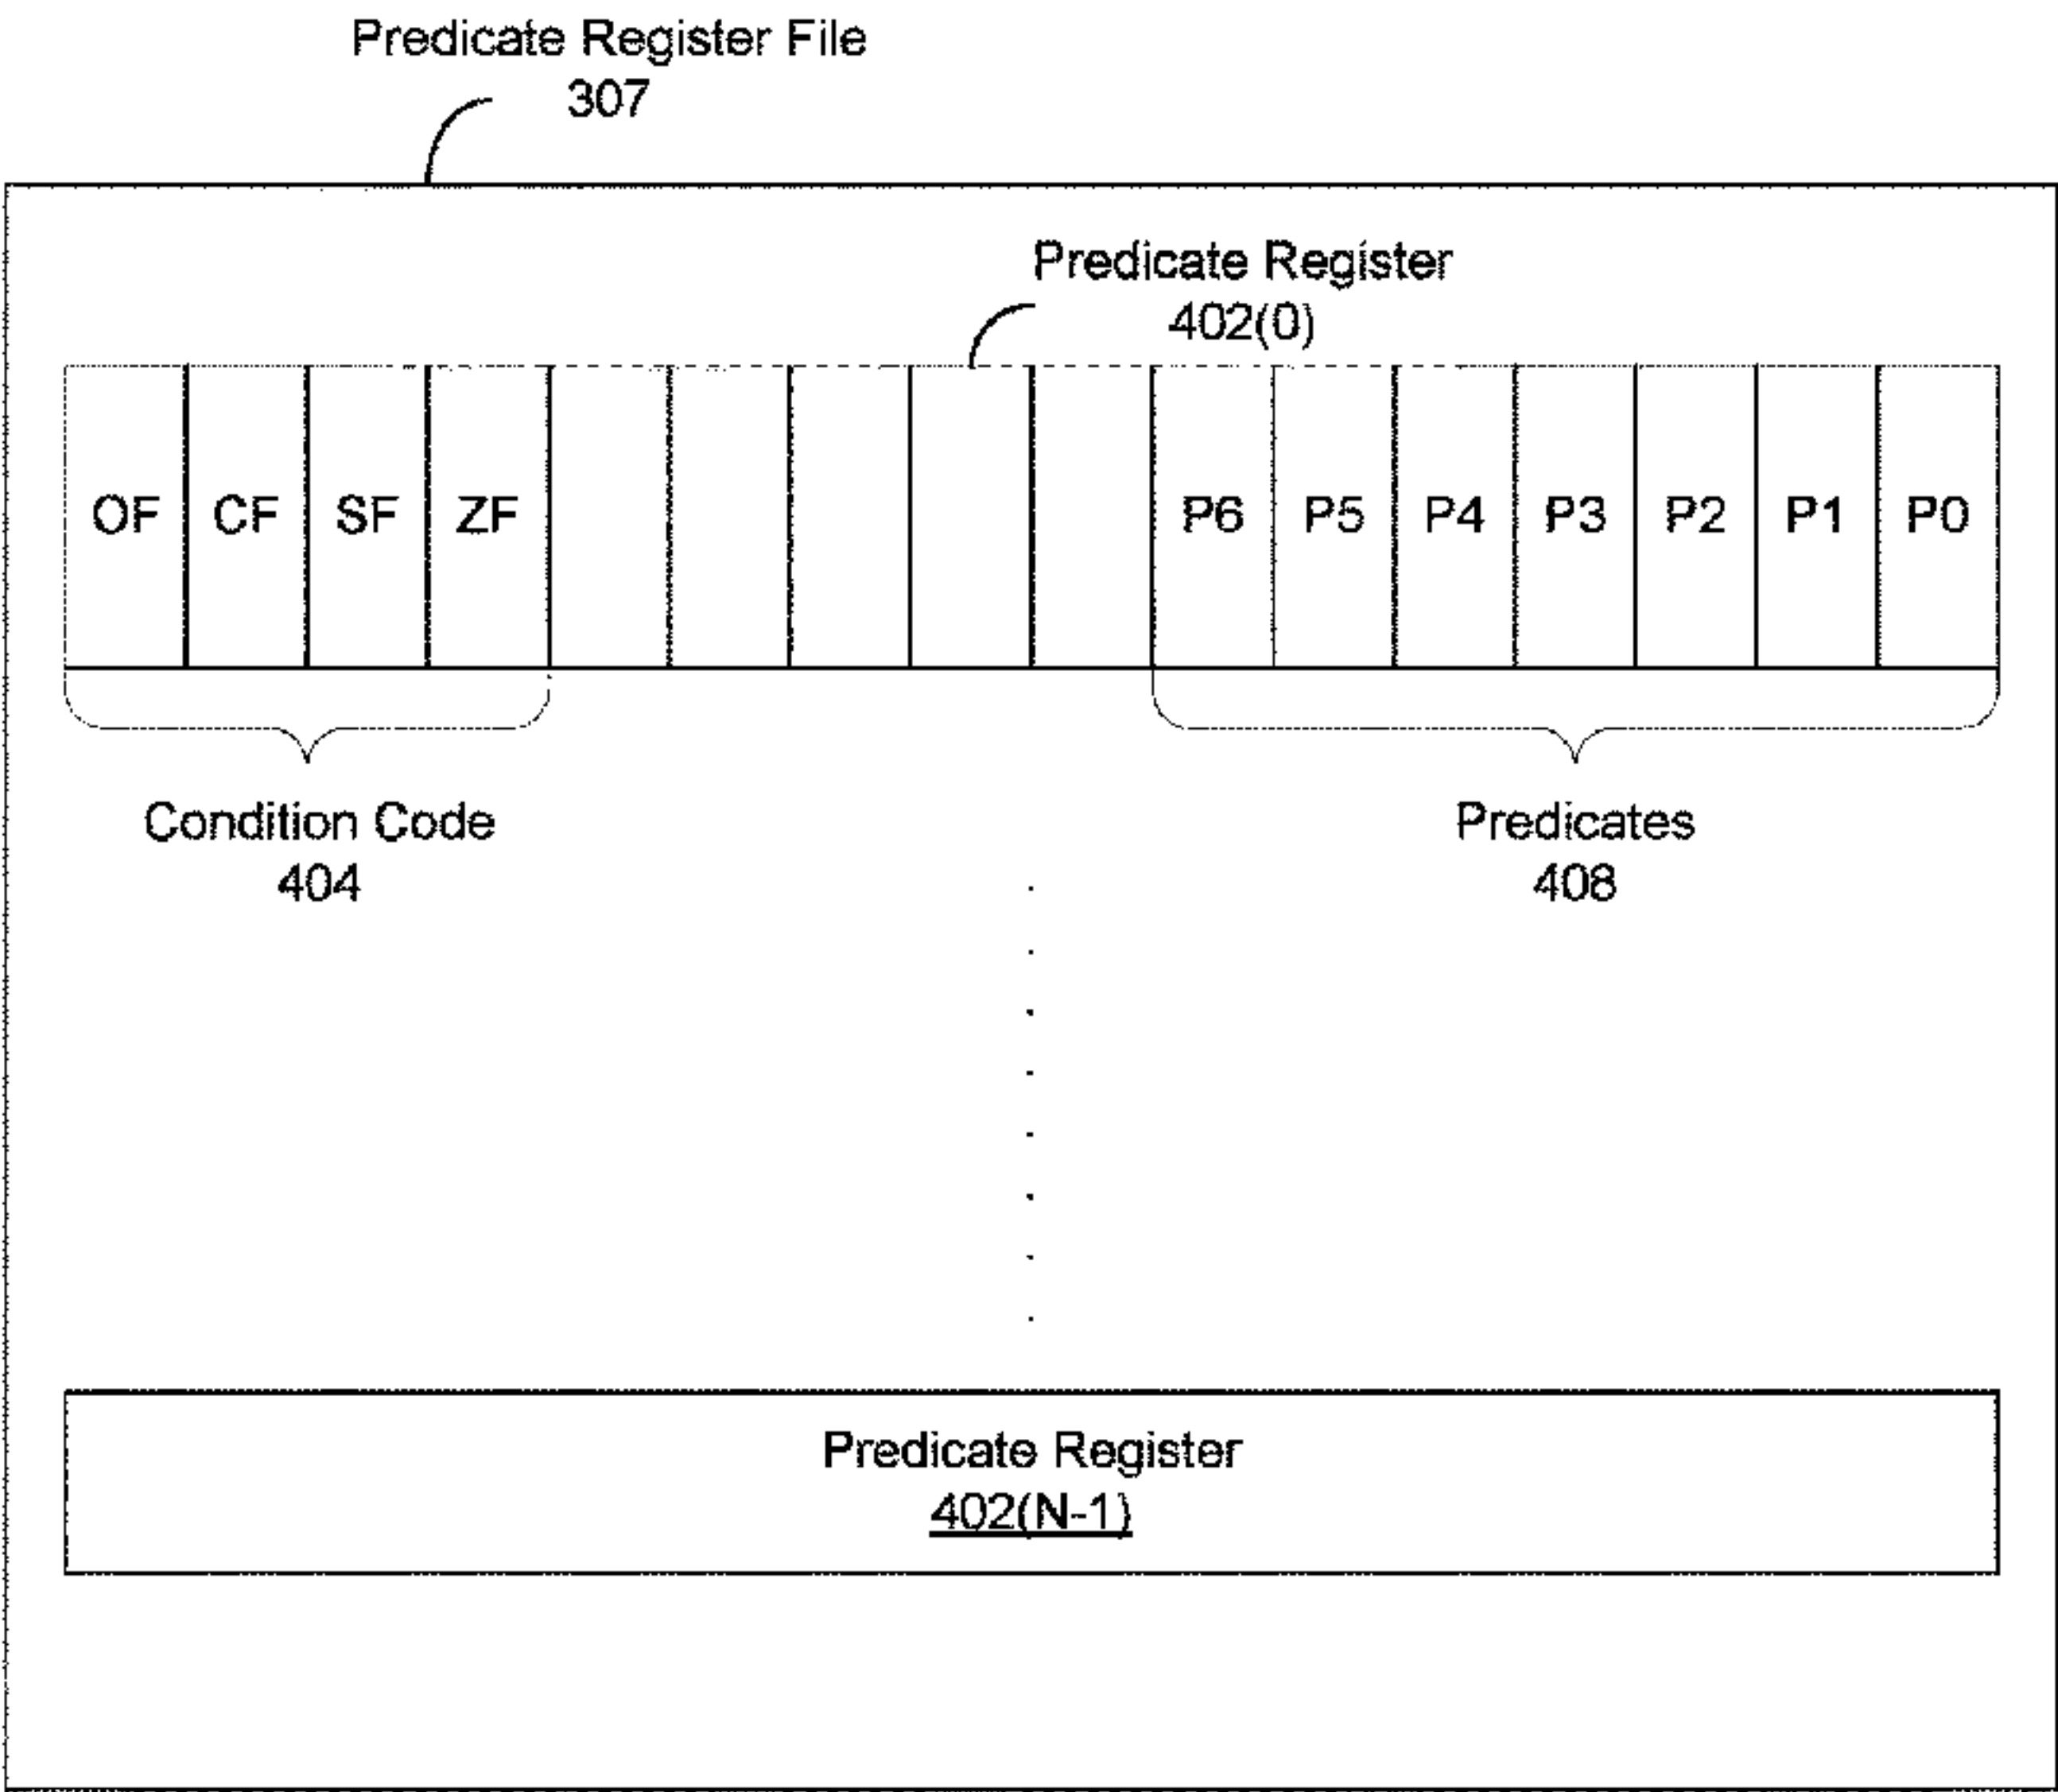 Predicate Register File
307
Predicate Register
402(0)
OF CF SF ZF P6 P5 P4 P3 P2 P1 P0
Condition Code
404
Predicates
408
Predicate Register
402(N-1)